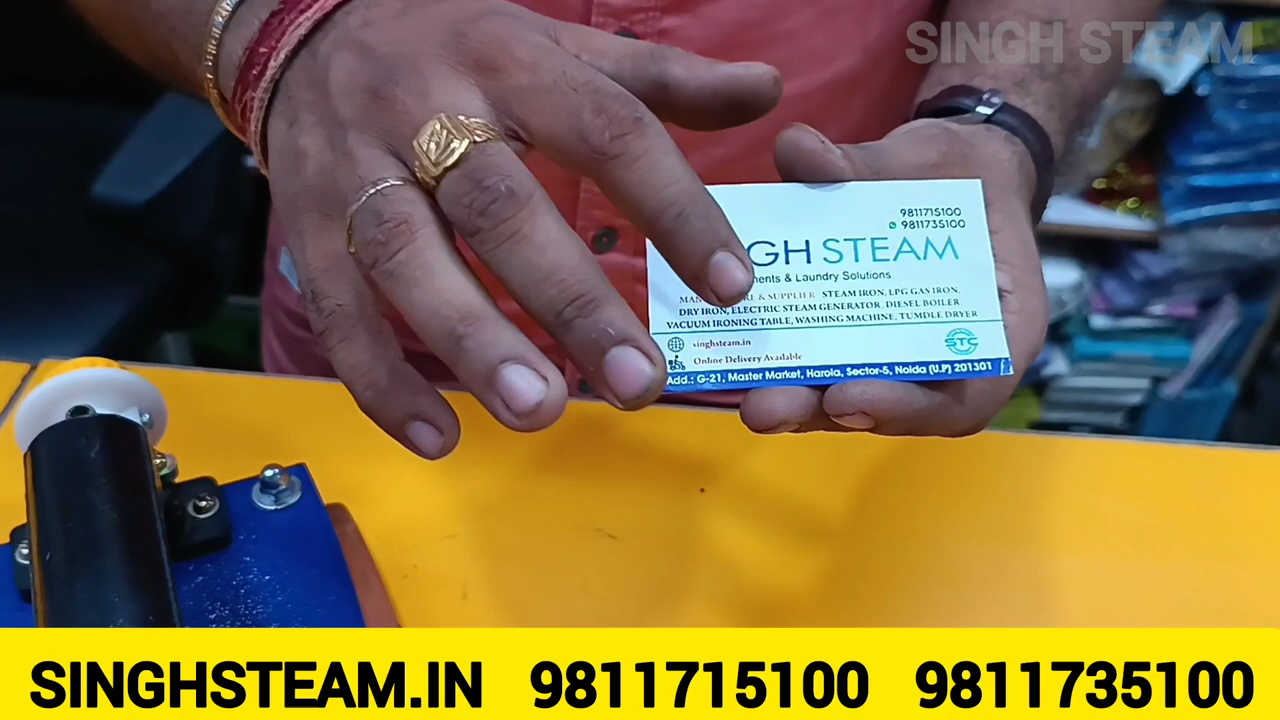 SINGH STEAM
9811715100
9811735100
GH STEAM
ments & Laundry Solutions
& SUPPLIER STEAM IRON, LPG GAS IRON,
DRY IRON, ELECTRIC STEAM GENERATOR, DIESEL BOILER
VACUUM IRONING TABLE, WASHING MACHINE, TUMDLE DRYER
singhsteam.in
STC
Online Delivery Available
Add.: G-21, Master Market, Harola, Sector-5, Noida (U.P) 201301
SINGHSTEAM.IN 9811715100 9811735100